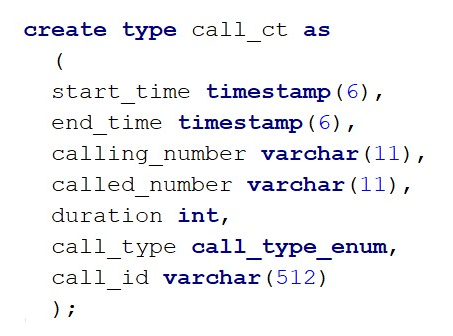 create type call_ct as
(
start_time timestamp(6),
end_time timestamp(6),
calling_number varchar(11),
called_number varchar(11),
duration int,
call_type call_type_enum,
call_id varchar(512)
);